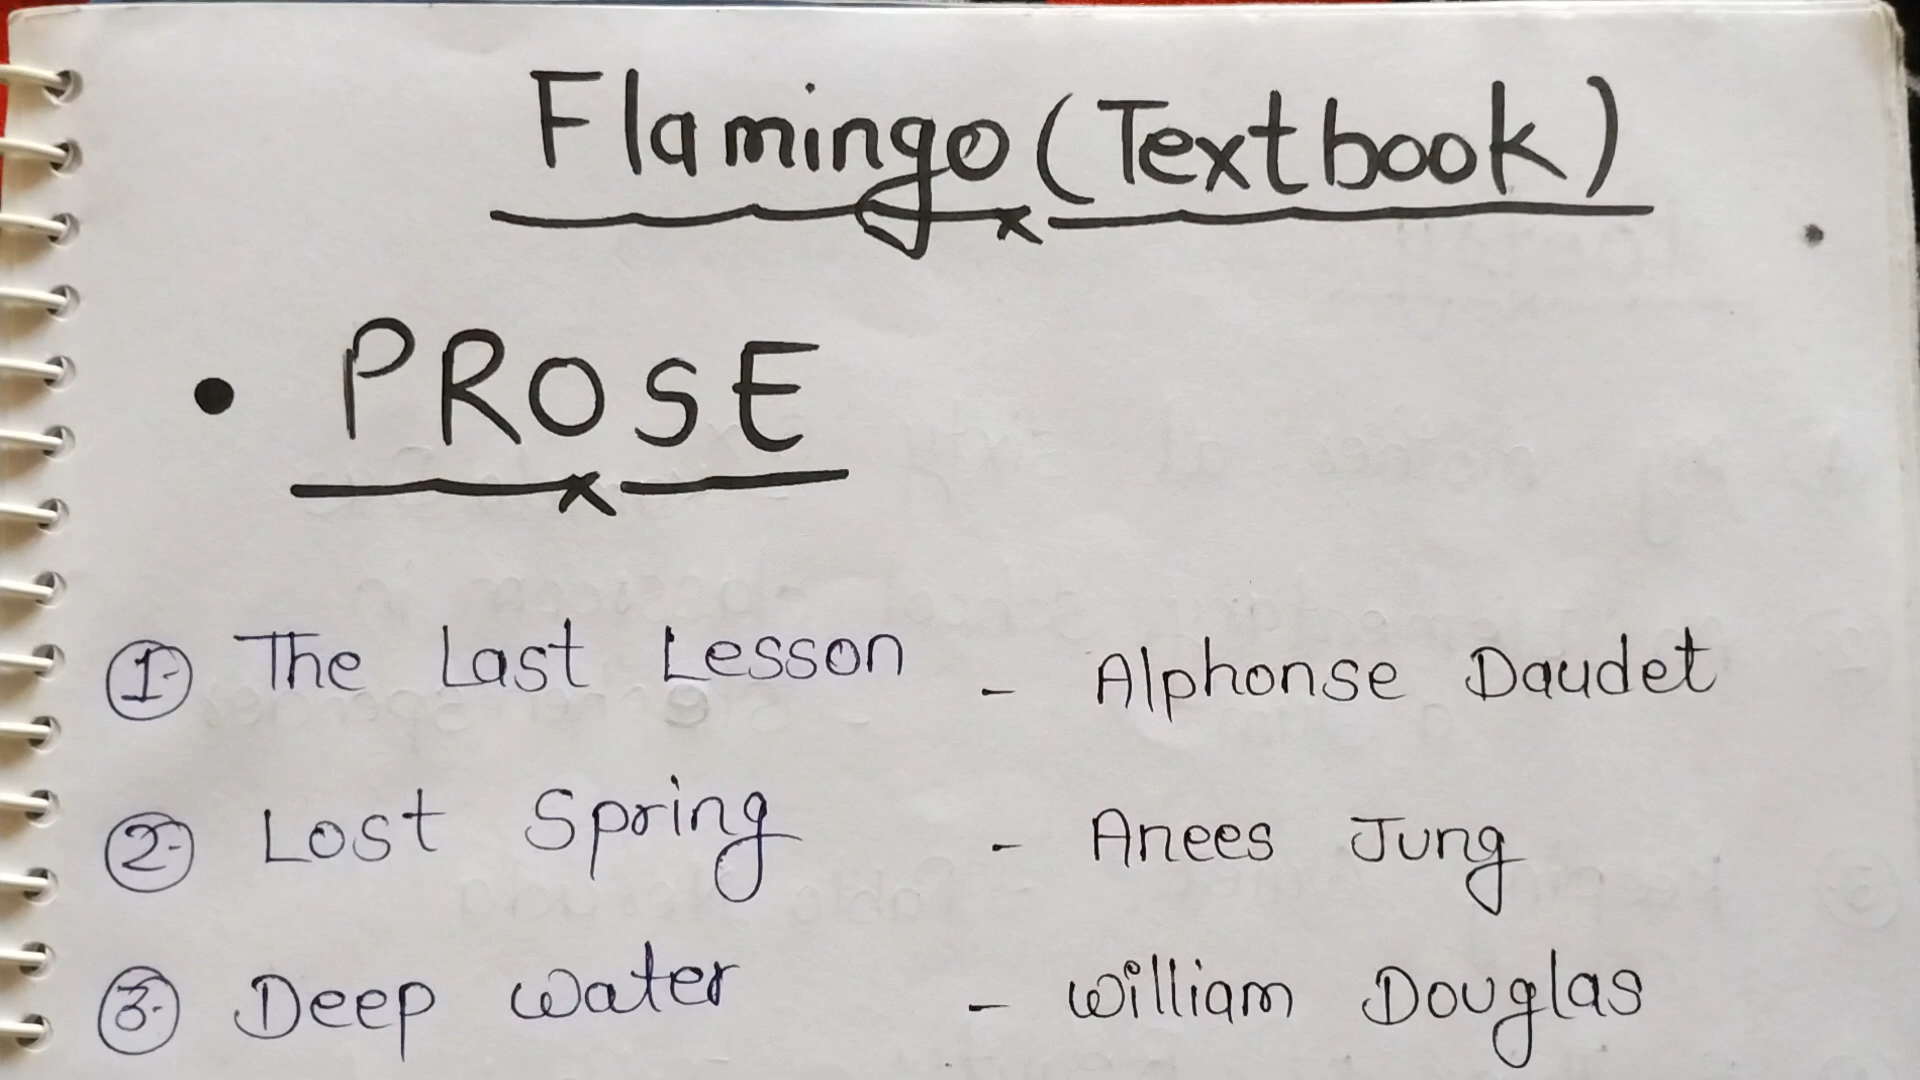 Flamingo (Textbook)
• PROSE
1. The Last Lesson - Alphonse Daudet
2. Lost Spring - Anees Jung
3. Deep water - William Douglas